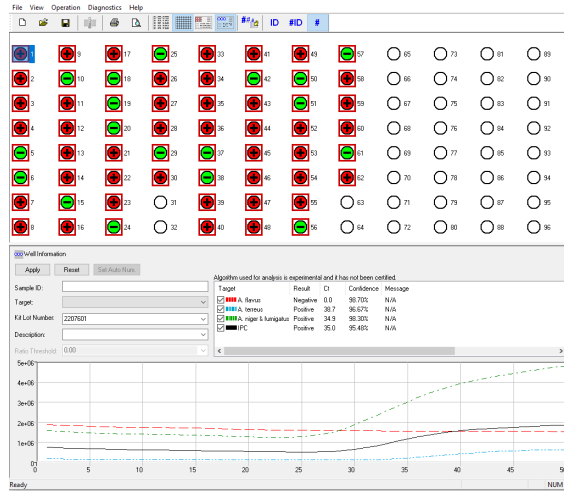 File View Operation Diagnostics Help
##/a ID #ID #
1 9 17 25 33 41 49 57 65 73 81 89
2 10 18 26 34 42 50 58 66 74 82 90
3 11 19 27 35 43 51 59 67 75 83 91
4 12 20 28 36 44 52 60 68 76 84 92
5 13 21 29 37 45 53 61 69 77 85 93
6 14 22 30 38 46 54 62 70 78 86 94
7 15 23 31 39 47 55 63 71 79 87 95
8 16 24 32 40 48 56 64 72 80 88 96
Well Information
Apply Reset Set Auto Num.
Algorithm used for analysis is experimental and it has not been certified.
Sample ID:
Target Result Ct Confidence Message
A. flavus Negative 0.0 98.70% N/A
Target:
A. terreus Positive 38.7 96.67% N/A
A. niger & fumigatus Positive 34.9 98.30% N/A
Kit Lot Number: 2207601
IPC Positive 35.0 95.48% N/A
Description:
Ratio Threshold: 0.00
5e+06
4e+06
3e+06
2e+06
1e+06
0
0 5 10 15 20 25 30 35 40 45 50
Ready NUM